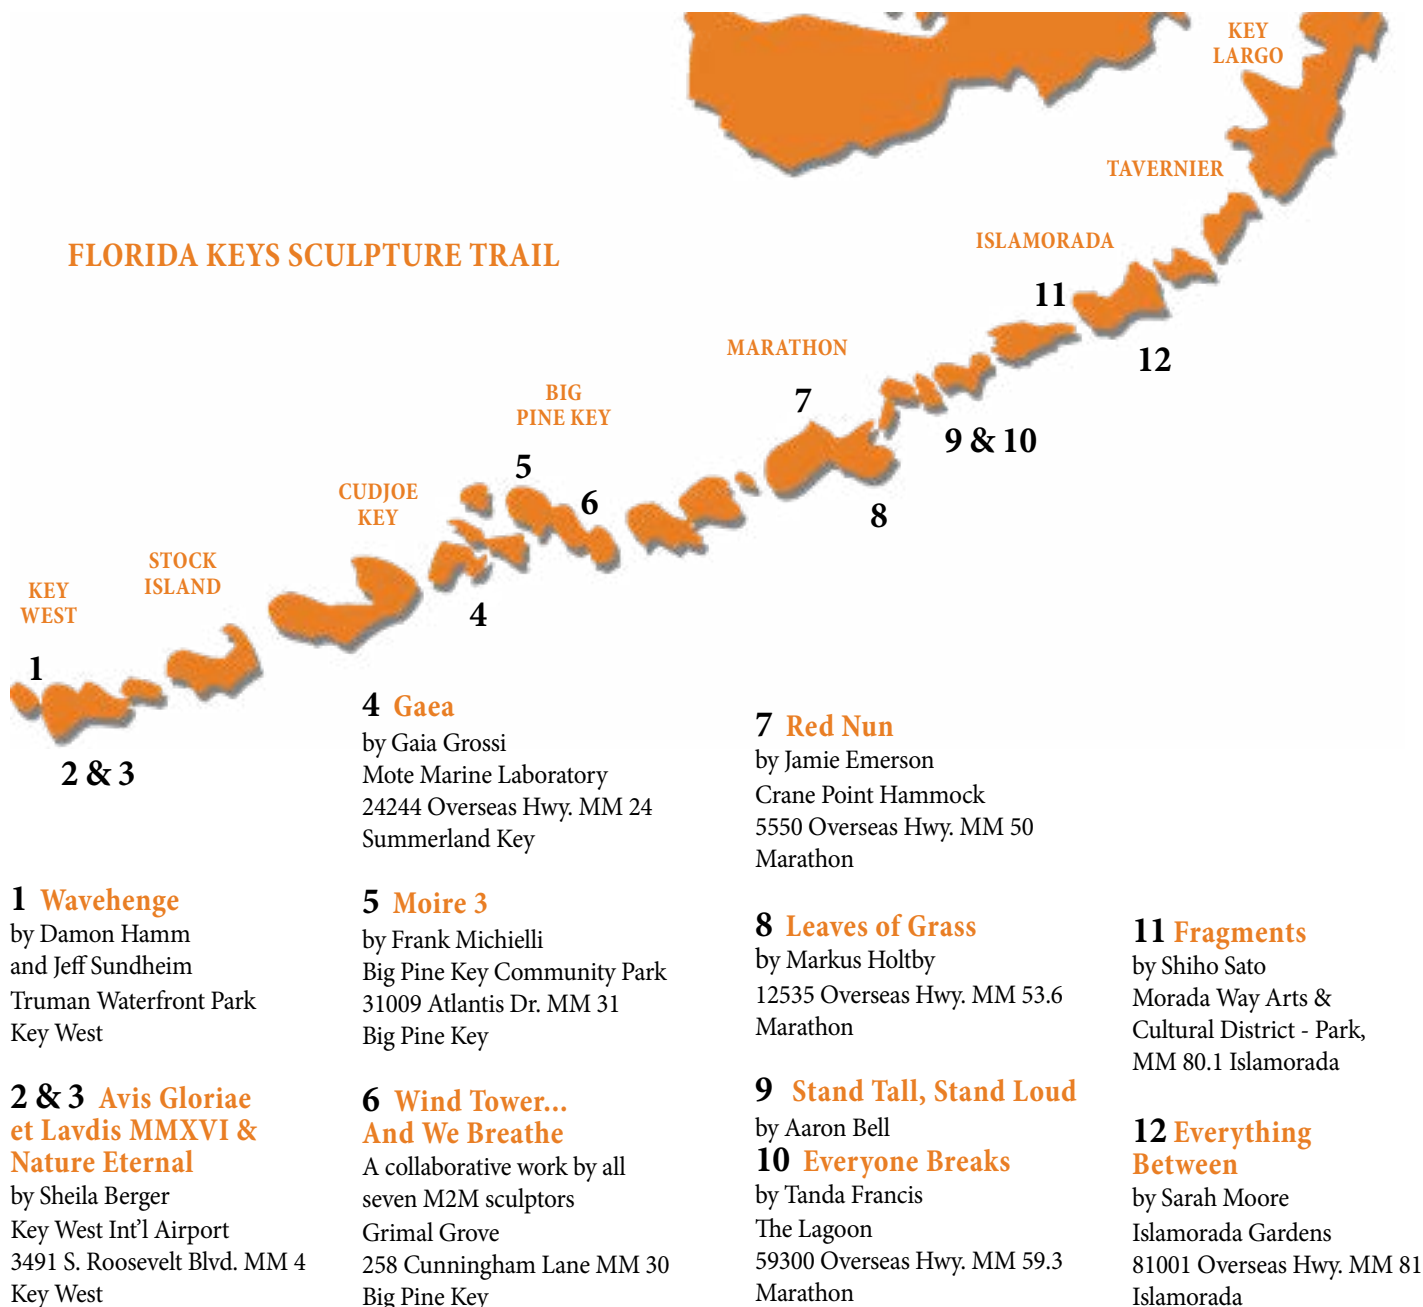 KEY
LARGO
TAVERNIER
ISLAMORADA
FLORIDA KEYS SCULPTURE TRAIL
11
12
MARATHON
7
BIG
PINE KEY
9 & 10
5
6
8
CUDJOE
KEY
STOCK
ISLAND
4
KEY
WEST
1
2 & 3
1 Wavehenge
by Damon Hamm
and Jeff Sundheim
Truman Waterfront Park
Key West
2 & 3 Avis Gloriae
et Lavdis MMXVI &
Nature Eternal
by Sheila Berger
Key West Int'l Airport
3491 S. Roosevelt Blvd. MM 4
Key West
4 Gaea
by Gaia Grossi
Mote Marine Laboratory
24244 Overseas Hwy. MM 24
Summerland Key
5 Moire 3
by Frank Michielli
Big Pine Key Community Park
31009 Atlantis Dr. MM 31
Big Pine Key
6 Wind Tower...
And We Breathe
A collaborative work by all
seven M2M sculptors
Grimal Grove
258 Cunningham Lane MM 30
Big Pine Key
7 Red Nun
by Jamie Emerson
Crane Point Hammock
5550 Overseas Hwy. MM 50
Marathon
8 Leaves of Grass
by Markus Holtby
12535 Overseas Hwy. MM 53.6
Marathon
9 Stand Tall, Stand Loud
by Aaron Bell
10 Everyone Breaks
by Tanda Francis
The Lagoon
59300 Overseas Hwy. MM 59.3
Marathon
11 Fragments
by Shiho Sato
Morada Way Arts &
Cultural District - Park,
MM 80.1 Islamorada
12 Everything
Between
by Sarah Moore
Islamorada Gardens
81001 Overseas Hwy. MM 81
Islamorada